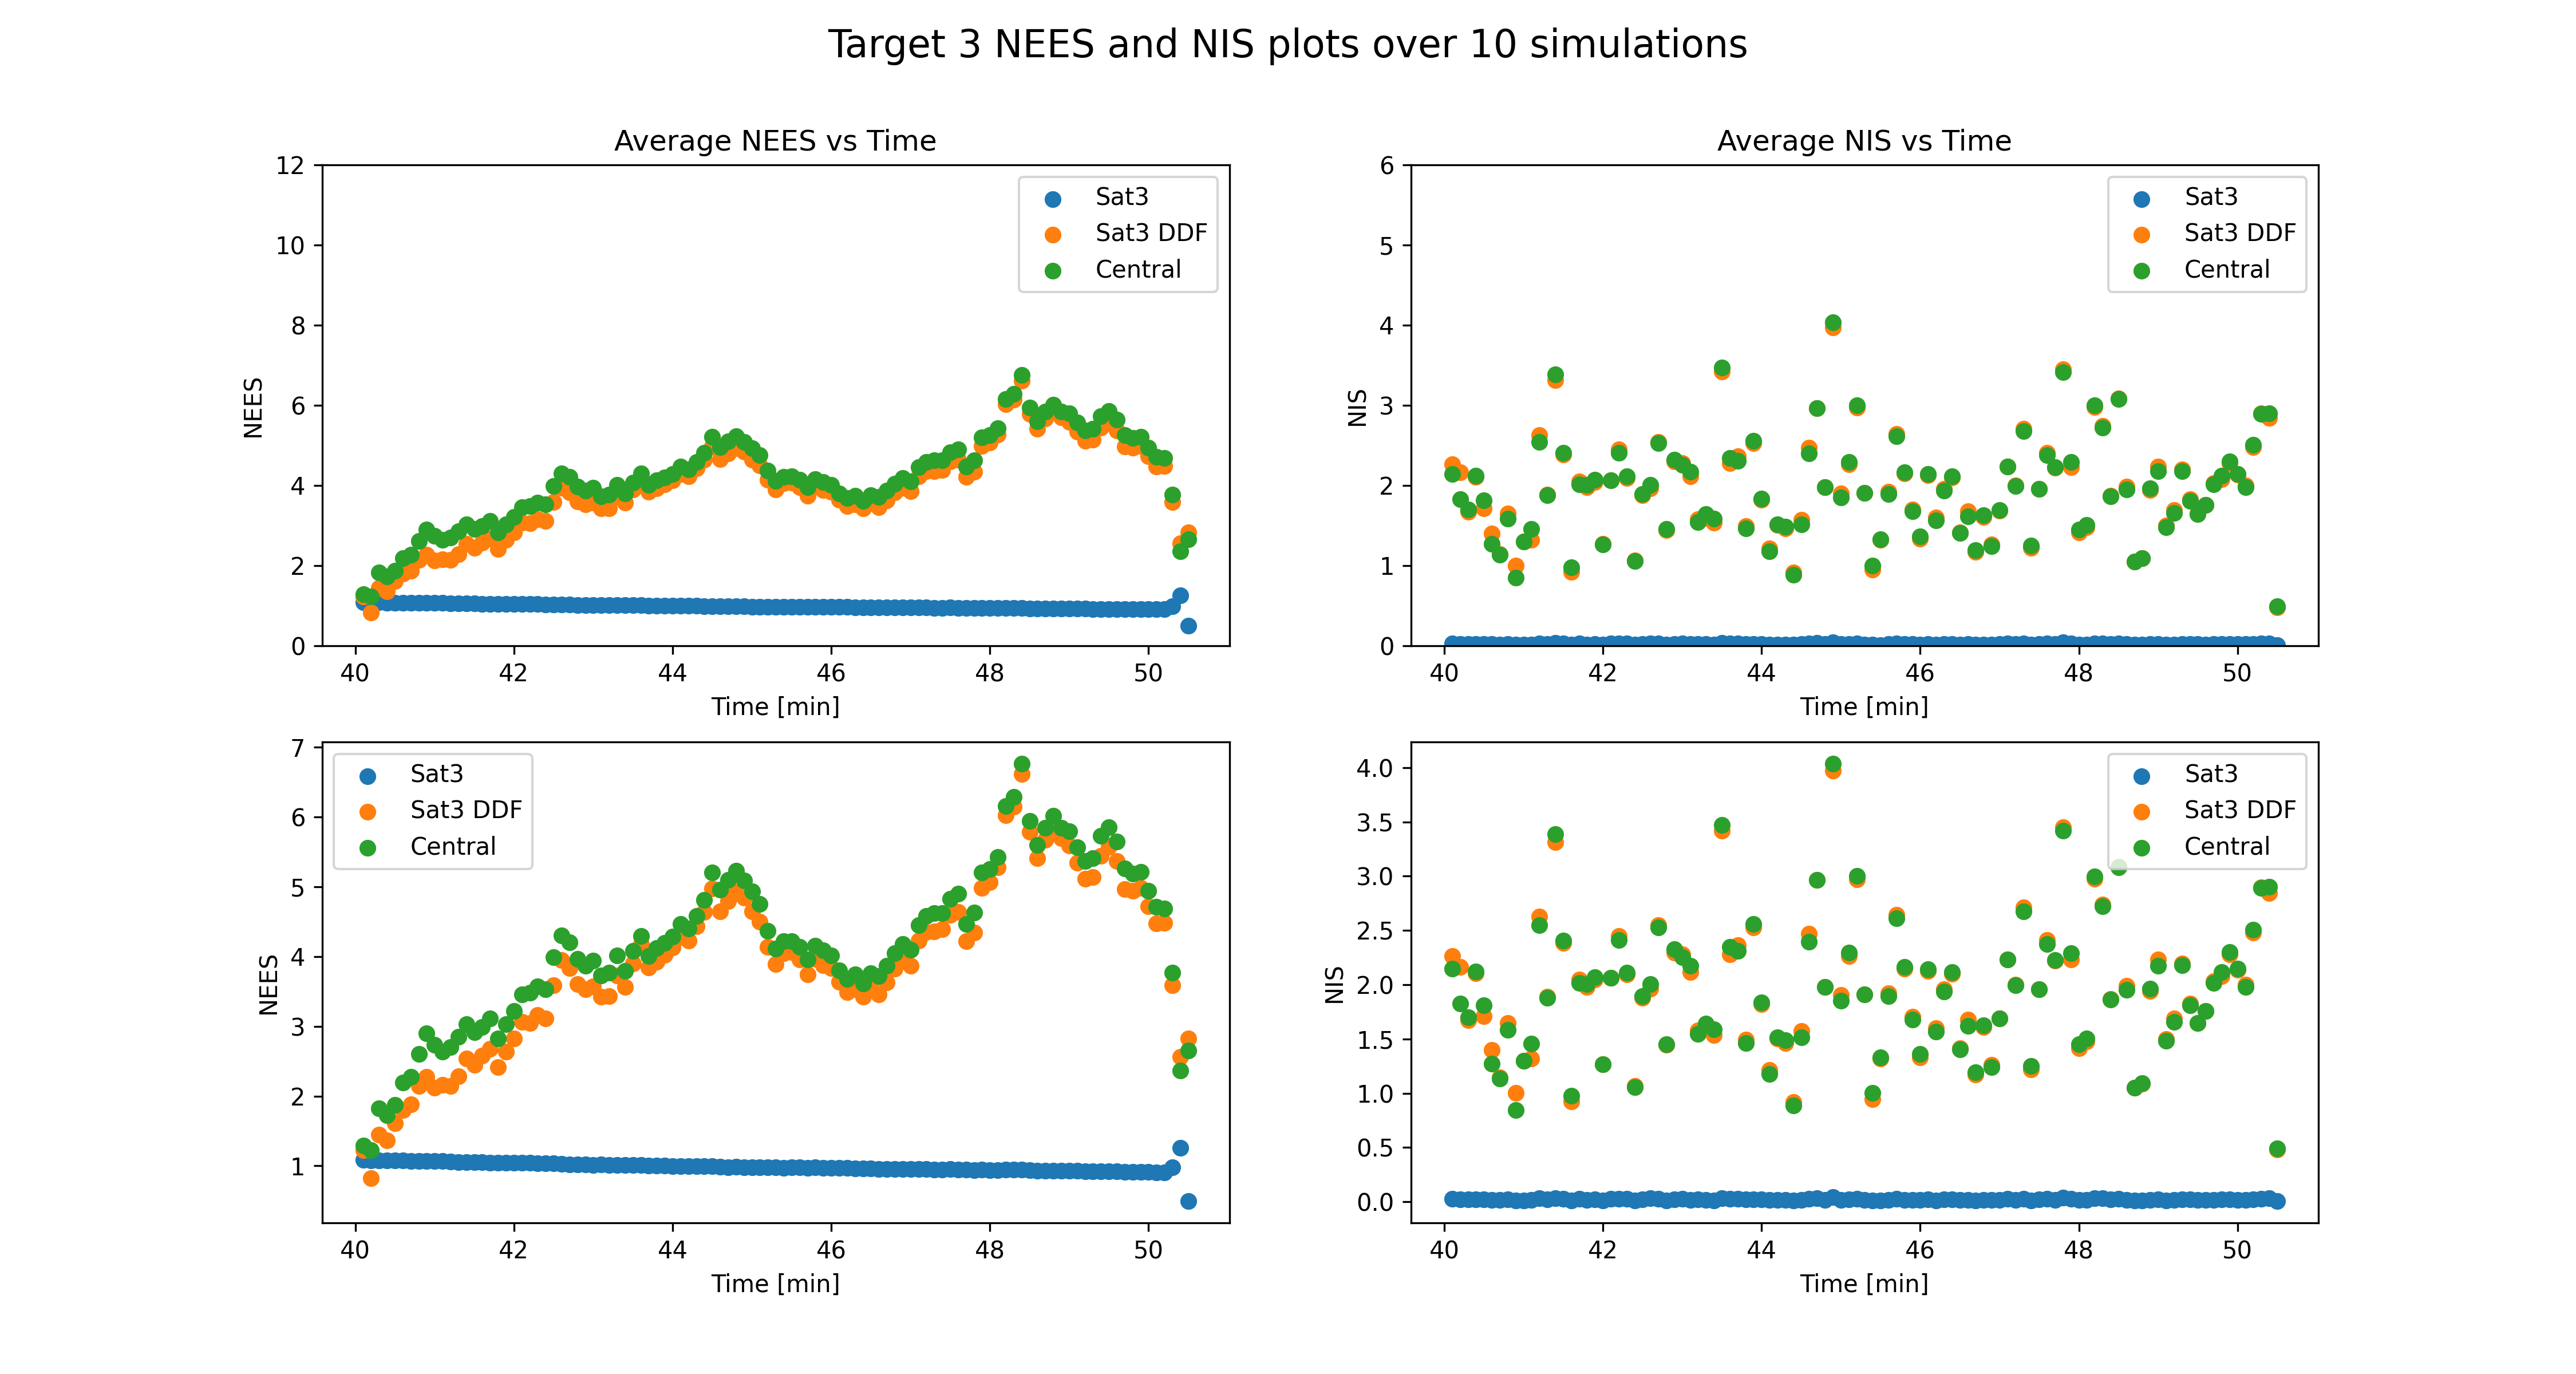 Target 3 NEES and NIS plots over 10 simulations
Average NEES vs Time
12
10
8
6
4
2
0
NEES
Sat3
Sat3 DDF
Central
40 42 44 46 48 50
Time [min]
Average NIS vs Time
6
5
4
3
2
1
0
NIS
Sat3
Sat3 DDF
Central
40 42 44 46 48 50
Time [min]
7
6
5
4
3
2
1
NEES
Sat3
Sat3 DDF
Central
40 42 44 46 48 50
Time [min]
4.0
3.5
3.0
2.5
2.0
1.5
1.0
0.5
0.0
NIS
Sat3
Sat3 DDF
Central
40 42 44 46 48 50
Time [min]